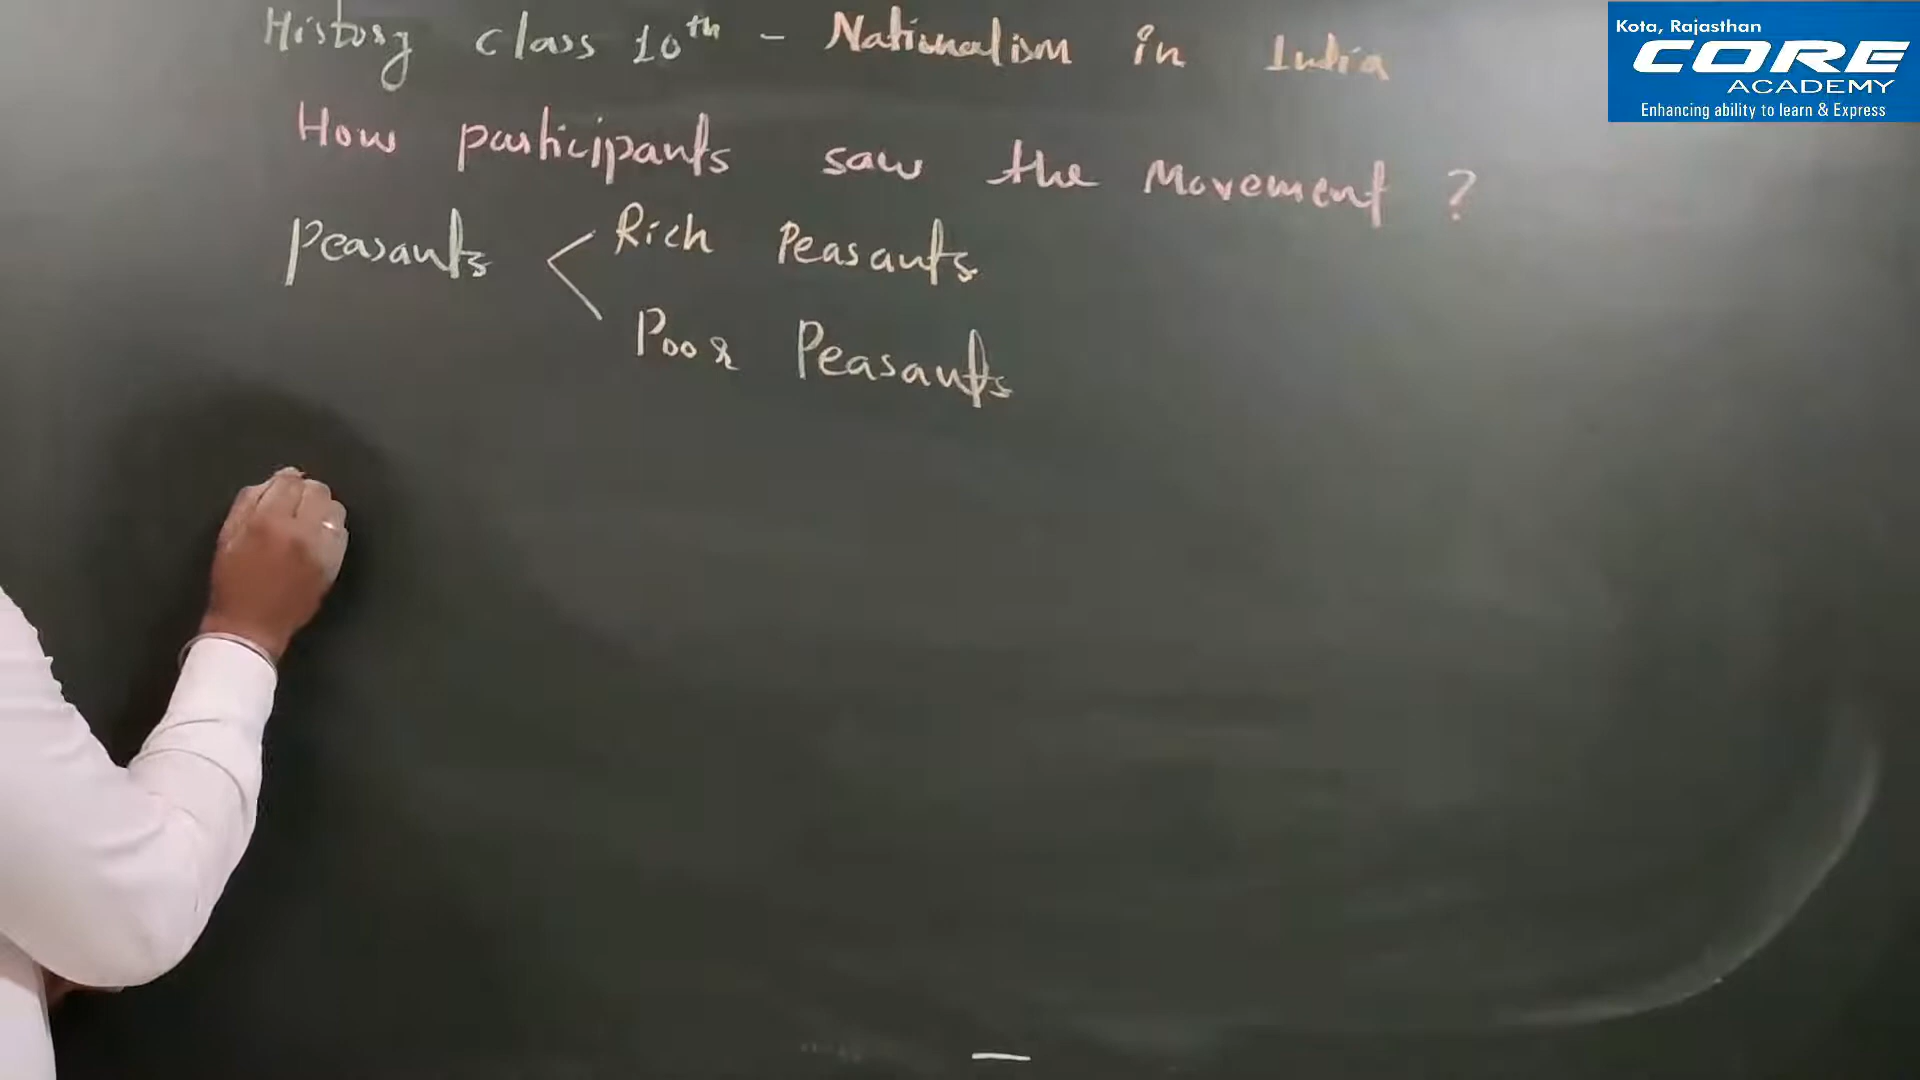 History class 10th - Nationalism in India
How participants saw the Movement ?
Peasants < Rich Peasants
Poor Peasants
Kota, Rajasthan
CORE
ACADEMY
Enhancing ability to learn & Express